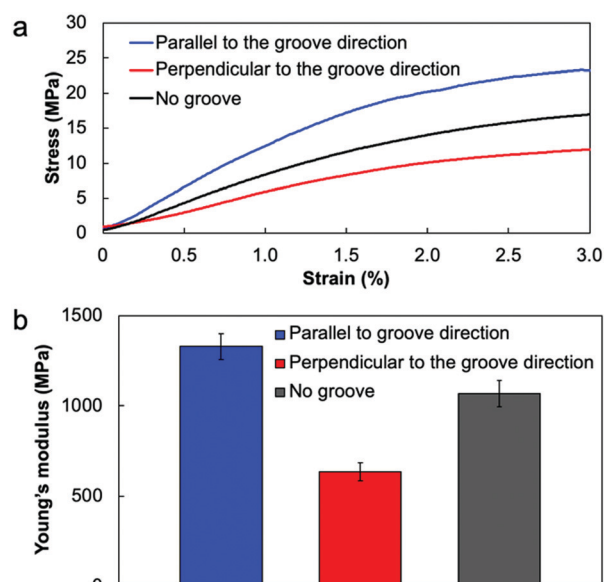 a
30
25
20
15
10
5
0
Stress (MPa)
Parallel to the groove direction
Perpendicular to the groove direction
No groove
0 0.5 1.0 1.5 2.0 2.5 3.0
Strain (%)
b
1500
1000
500
0
Young's modulus (MPa)
Parallel to groove direction
Perpendicular to the groove direction
No groove